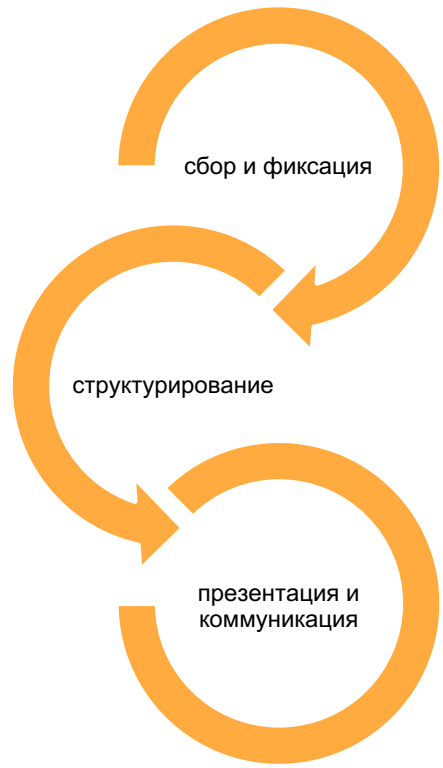 сбор и фиксация
структурирование
презентация и
коммуникация